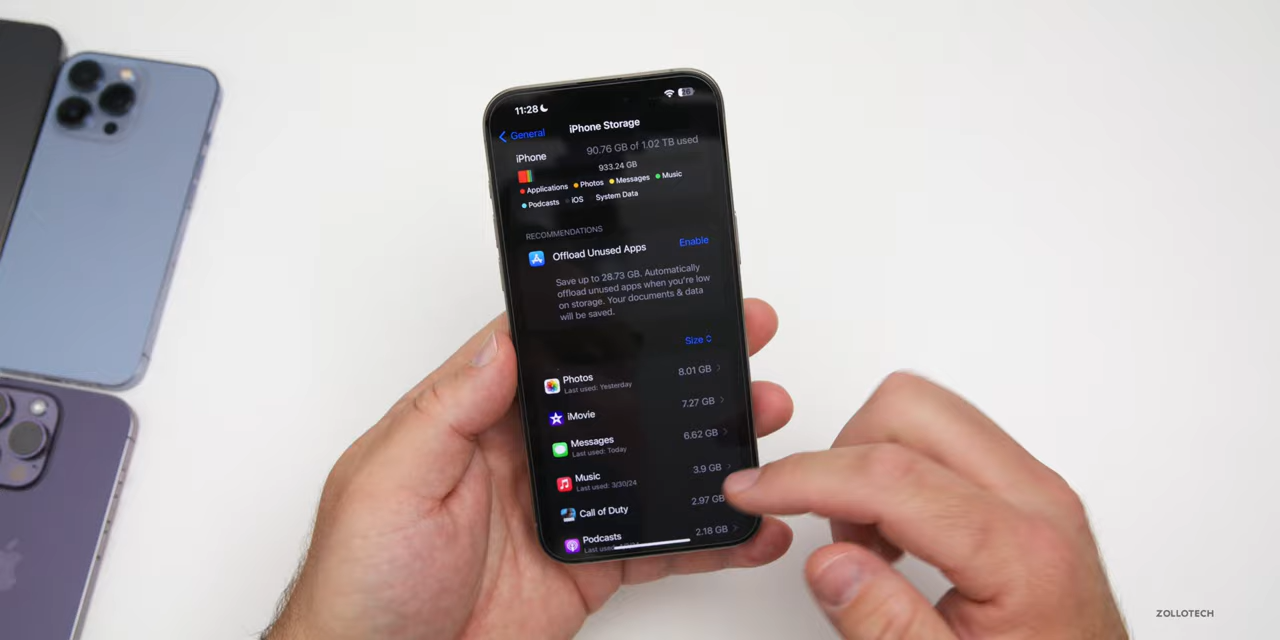 11:28
28
General
iPhone Storage
iPhone
90.76 GB of 1.02 TB used
933.24 GB
Applications Photos Messages Music
Podcasts iOS System Data
RECOMMENDATIONS
Offload Unused Apps
Enable
Save up to 28.73 GB. Automatically
offload unused apps when you're low
on storage. Your documents & data
will be saved.
Size
Photos
Last used: Yesterday
8.01 GB
iMovie
7.27 GB
Messages
Last used: Today
6.62 GB
Music
Last used: 3/30/24
3.9 GB
Call of Duty
2.97 GB
Podcasts
Last used:
2.18 GB
ZOLLOTECH